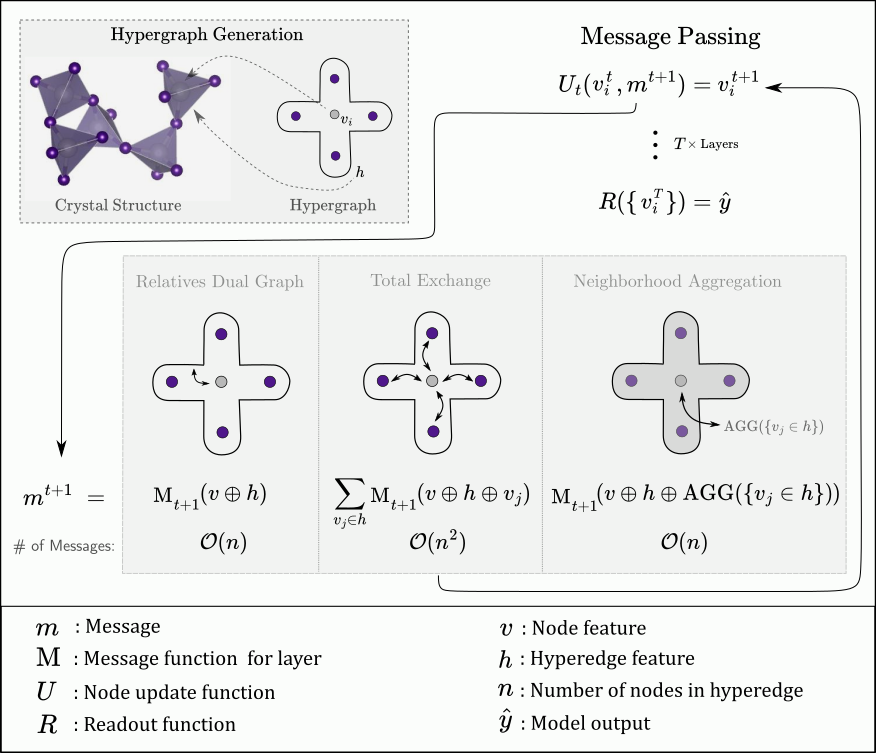 Hypergraph Generation
v_i
h
Crystal Structure
Hypergraph
Message Passing
U_t(v_i^t, m^{t+1}) = v_i^{t+1}
T × Layers
R({v_i^T}) = ŷ
Relatives Dual Graph
Total Exchange
Neighborhood Aggregation
AGG({v_j ∈ h})
m^{t+1} =
M_{t+1}(v ⊕ h)
∑_{v_j∈h} M_{t+1}(v ⊕ h ⊕ v_j)
M_{t+1}(v ⊕ h ⊕ AGG({v_j ∈ h}))
# of Messages:
O(n)
O(n²)
O(n)
m : Message
M : Message function for layer
U : Node update function
R : Readout function
v : Node feature
h : Hyperedge feature
n : Number of nodes in hyperedge
ŷ : Model output